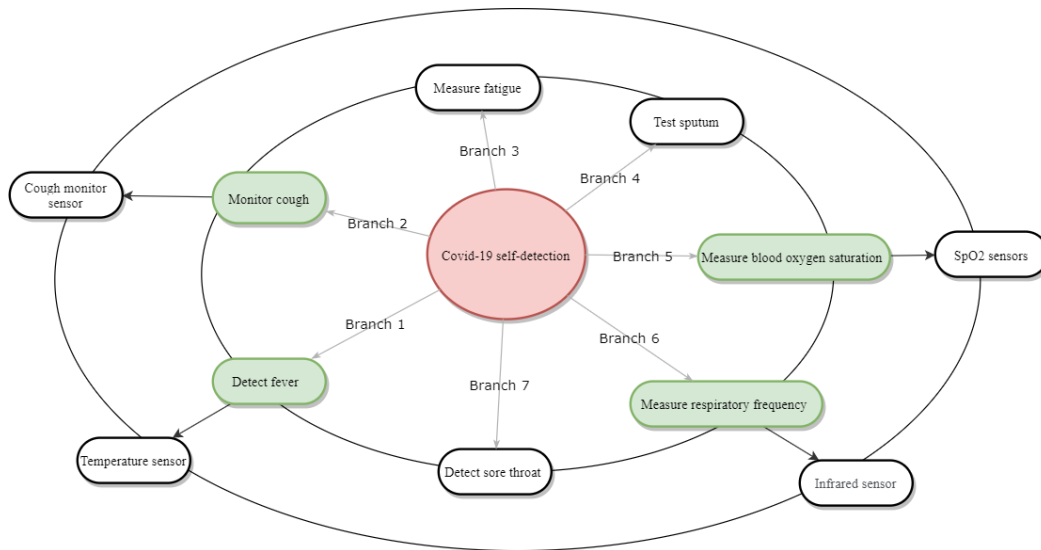 Measure fatigue
Test sputum
Branch 3
Branch 4
Cough monitor
sensor
Monitor cough
Branch 2
Covid-19 self-detection
Branch 5
Measure blood oxygen saturation
SpO2 sensors
Branch 1
Branch 6
Detect fever
Branch 7
Measure respiratory frequency
Temperature sensor
Detect sore throat
Infrared sensor